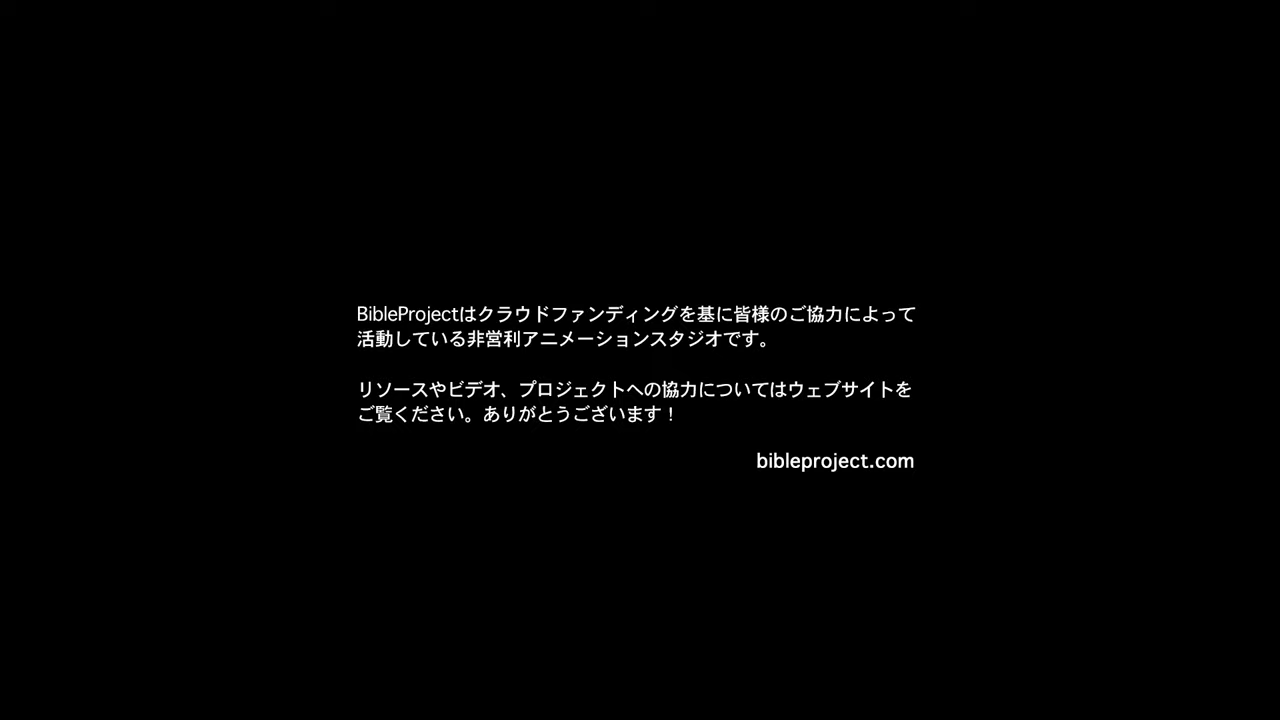 BibleProjectはクラウドファンディングを基に皆様のご協力によって
活動している非営利アニメーションスタジオです。
リソースやビデオ、プロジェクトへの協力についてはウェブサイトを
ご覧ください。ありがとうございます！
bibleproject.com